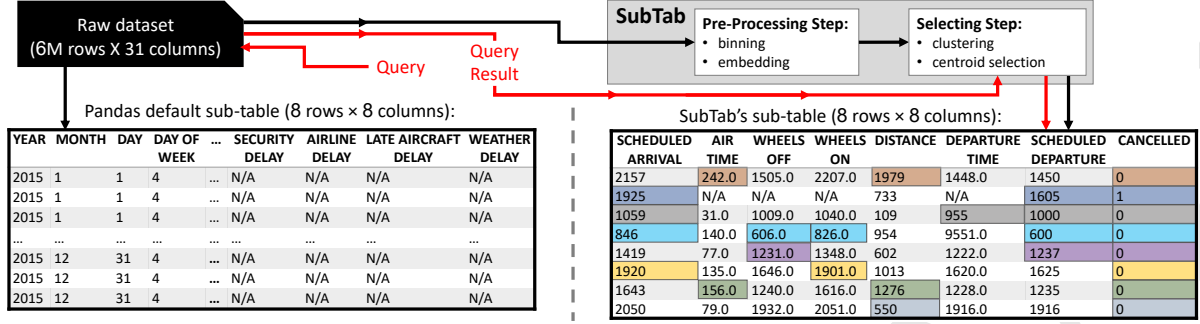 Raw dataset
(6M rows X 31 columns)
Query
Query
Result
SubTab
Pre-Processing Step:
• binning
• embedding
Selecting Step:
• clustering
• centroid selection
Pandas default sub-table (8 rows × 8 columns):
YEAR MONTH DAY DAY OF WEEK ... SECURITY DELAY AIRLINE DELAY LATE AIRCRAFT DELAY WEATHER DELAY
2015 1 1 4 ... N/A N/A N/A N/A
2015 1 1 4 ... N/A N/A N/A N/A
2015 1 1 4 ... N/A N/A N/A N/A
... ... ... ... ... ... ... ...
2015 12 31 4 ... N/A N/A N/A N/A
2015 12 31 4 ... N/A N/A N/A N/A
2015 12 31 4 ... N/A N/A N/A N/A
SubTab's sub-table (8 rows × 8 columns):
SCHEDULED ARRIVAL AIR TIME WHEELS OFF WHEELS ON DISTANCE DEPARTURE TIME SCHEDULED DEPARTURE CANCELLED
2157 242.0 1505.0 2207.0 1979 1448.0 1450 0
1925 N/A N/A N/A 733 N/A 1605 1
1059 31.0 1009.0 1040.0 109 955 1000 0
846 140.0 606.0 826.0 954 9551.0 600 0
1419 77.0 1231.0 1348.0 602 1222.0 1237 0
1920 135.0 1646.0 1901.0 1013 1620.0 1625 0
1643 156.0 1240.0 1616.0 1276 1228.0 1235 0
2050 79.0 1932.0 2051.0 550 1916.0 1916 0